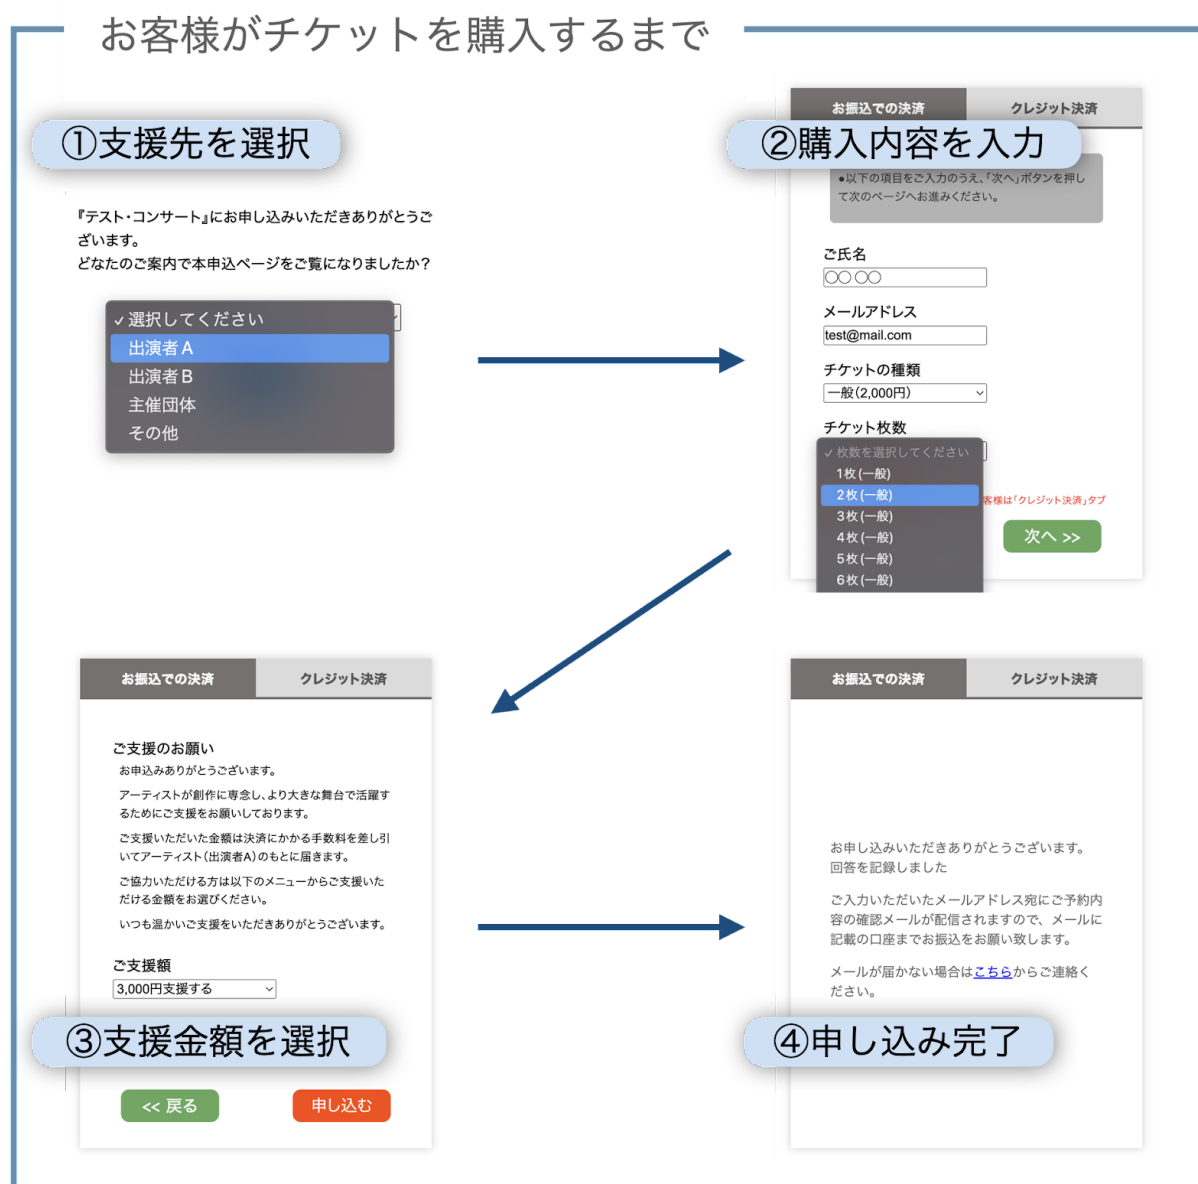 お客様がチケットを購入するまで
①支援先を選択
『テスト・コンサート』にお申し込みいただきありがとうご
ざいます。
どなたのご案内で本申込ページをご覧になりましたか？
✓選択してください
出演者A
出演者B
主催団体
その他
お振込での決済
クレジット決済
②購入内容を入力
●以下の項目をご入力のうえ、「次へ」ボタンを押し
て次のページへお進みください。
ご氏名
〇〇 〇〇
メールアドレス
test@mail.com
チケットの種類
一般（2,000円）
チケット枚数
✓枚数を選択してください
1枚(一般)
2枚(一般)
3枚(一般)
4枚(一般)
5枚(一般)
6枚(一般)
客様は「クレジット決済」タブ
次へ >>
お振込での決済
クレジット決済
ご支援のお願い
お申込みありがとうございます。
アーティストが創作に専念し、より大きな舞台で活躍す
るためにご支援をお願いしております。
ご支援いただいた金額は決済にかかる手数料を差し引
いてアーティスト（出演者A）のもとに届きます。
ご協力いただける方は以下のメニューからご支援いた
だける金額をお選びください。
いつも温かいご支援をいただきありがとうございます。
ご支援額
3,000円支援する
③支援金額を選択
<< 戻る
申し込む
お振込での決済
クレジット決済
お申し込みいただきありがとうございます。
回答を記録しました
ご入力いただいたメールアドレス宛にご予約内
容の確認メールが配信されますので、メールに
記載の口座までお振込をお願い致します。
メールが届かない場合はこちらからご連絡く
ださい。
④申し込み完了